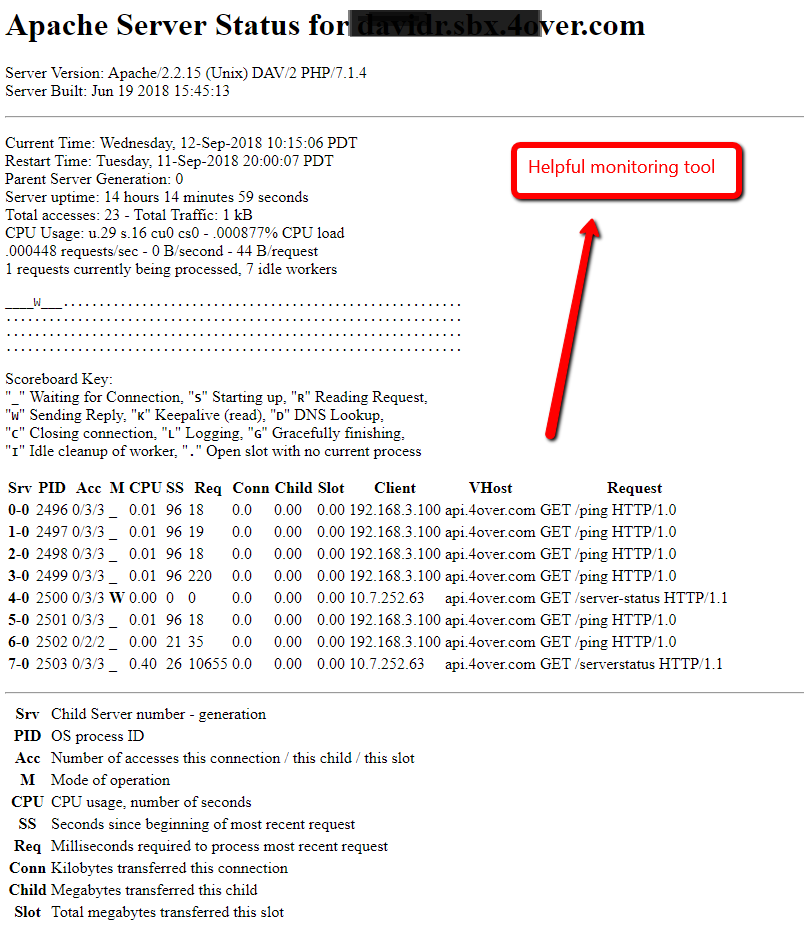 Apache Server Status for davidr.sbx.4over.com
Server Version: Apache/2.2.15 (Unix) DAV/2 PHP/7.1.4
Server Built: Jun 19 2018 15:45:13
Current Time: Wednesday, 12-Sep-2018 10:15:06 PDT
Restart Time: Tuesday, 11-Sep-2018 20:00:07 PDT
Parent Server Generation: 0
Server uptime: 14 hours 14 minutes 59 seconds
Total accesses: 23 - Total Traffic: 1 kB
CPU Usage: u.29 s.16 cu0 cs0 - .000877% CPU load
.000448 requests/sec - 0 B/second - 44 B/request
1 requests currently being processed, 7 idle workers
Helpful monitoring tool
____W___........................................................
................................................................
................................................................
................................................................
Scoreboard Key:
"_" Waiting for Connection, "S" Starting up, "R" Reading Request,
"W" Sending Reply, "K" Keepalive (read), "D" DNS Lookup,
"C" Closing connection, "L" Logging, "G" Gracefully finishing,
"I" Idle cleanup of worker, "." Open slot with no current process
Srv PID Acc M CPU SS Req Conn Child Slot Client VHost Request
0-0 2496 0/3/3 _ 0.01 96 18 0.0 0.00 0.00 192.168.3.100 api.4over.com GET /ping HTTP/1.0
1-0 2497 0/3/3 _ 0.01 96 19 0.0 0.00 0.00 192.168.3.100 api.4over.com GET /ping HTTP/1.0
2-0 2498 0/3/3 _ 0.01 96 18 0.0 0.00 0.00 192.168.3.100 api.4over.com GET /ping HTTP/1.0
3-0 2499 0/3/3 _ 0.01 96 220 0.0 0.00 0.00 192.168.3.100 api.4over.com GET /ping HTTP/1.0
4-0 2500 0/3/3 W 0.00 0 0 0.0 0.00 0.00 10.7.252.63 api.4over.com GET /server-status HTTP/1.1
5-0 2501 0/3/3 _ 0.01 96 18 0.0 0.00 0.00 192.168.3.100 api.4over.com GET /ping HTTP/1.0
6-0 2502 0/2/2 _ 0.00 21 35 0.0 0.00 0.00 192.168.3.100 api.4over.com GET /ping HTTP/1.0
7-0 2503 0/3/3 _ 0.40 26 10655 0.0 0.00 0.00 10.7.252.63 api.4over.com GET /serverstatus HTTP/1.1
Srv Child Server number - generation
PID OS process ID
Acc Number of accesses this connection / this child / this slot
M Mode of operation
CPU CPU usage, number of seconds
SS Seconds since beginning of most recent request
Req Milliseconds required to process most recent request
Conn Kilobytes transferred this connection
Child Megabytes transferred this child
Slot Total megabytes transferred this slot